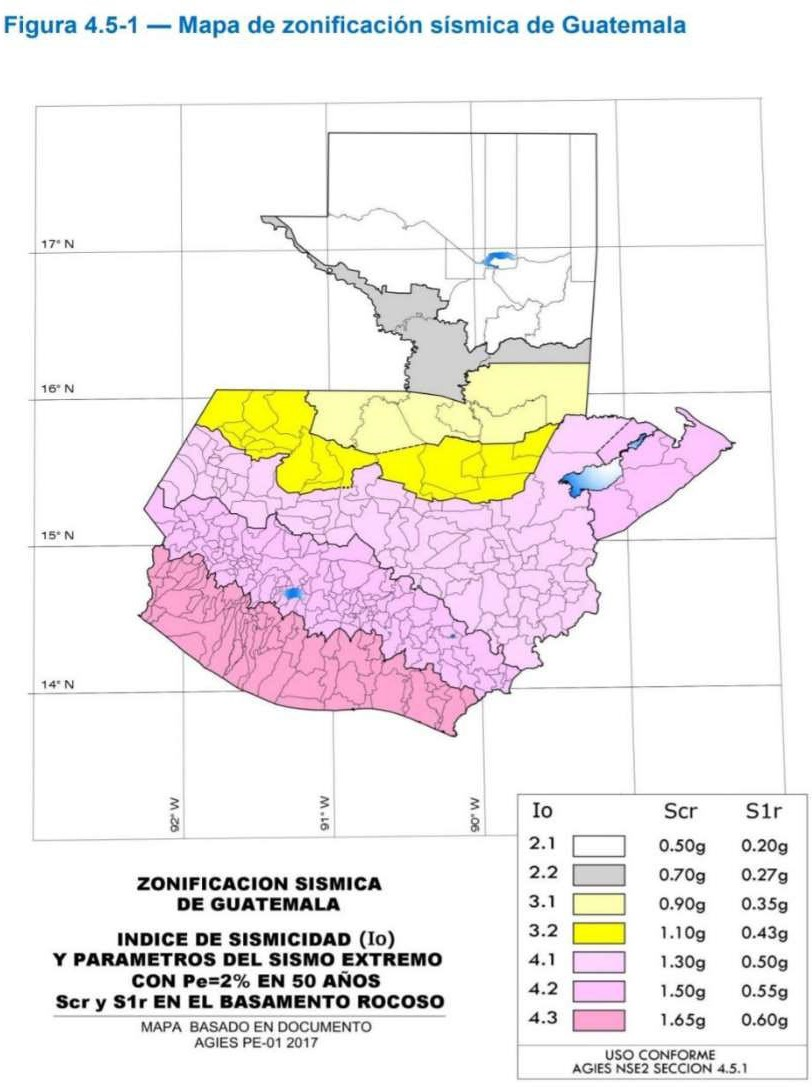 Figura 4.5-1 — Mapa de zonificación sísmica de Guatemala
17° N
16° N
15° N
14° N
92° W
91° W
90° W
ZONIFICACION SISMICA
DE GUATEMALA
INDICE DE SISMICIDAD (Io)
Y PARAMETROS DEL SISMO EXTREMO
CON Pe=2% EN 50 AÑOS
Scr y S1r EN EL BASAMENTO ROCOSO
MAPA BASADO EN DOCUMENTO
AGIES PE-01 2017
Io Scr S1r
2.1 0.50g 0.20g
2.2 0.70g 0.27g
3.1 0.90g 0.35g
3.2 1.10g 0.43g
4.1 1.30g 0.50g
4.2 1.50g 0.55g
4.3 1.65g 0.60g
USO CONFORME
AGIES NSE2 SECCION 4.5.1